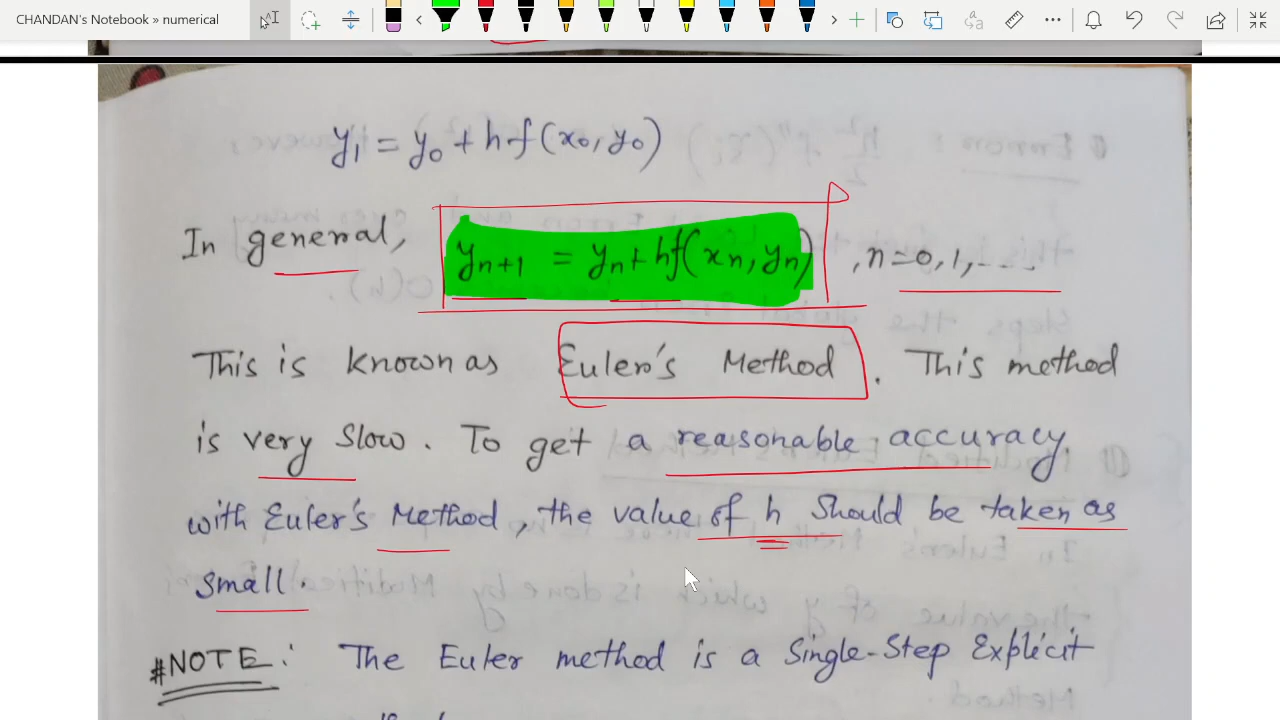 CHANDAN's Notebook » numerical
y₁ = y₀ + hf(x₀, y₀)
In general, yₙ₊₁ = yₙ + hf(xₙ, yₙ) , n=0,1,....
This is known as Euler's Method. This method
is very slow. To get a reasonable accuracy
with Euler's Method, the value of h should be taken as
small.
#NOTE: The Euler method is a Single-Step Explicit